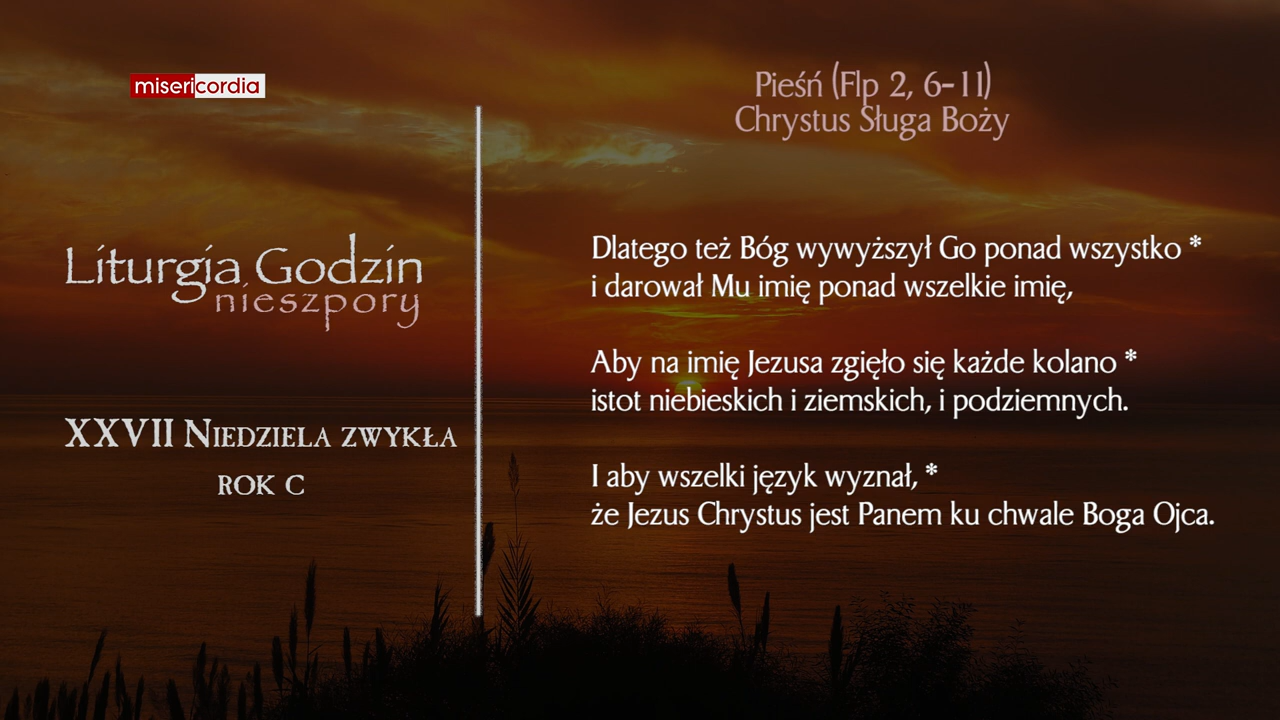 misericordia
Liturgia Godzin
nieszpory
XXVII Niedziela zwykła
rok C
Pieśń (Flp 2, 6-11)
Chrystus Sługa Boży
Dlatego też Bóg wywyższył Go ponad wszystko *
i darował Mu imię ponad wszelkie imię,
Aby na imię Jezusa zgięło się każde kolano *
istot niebieskich i ziemskich, i podziemnych.
I aby wszelki język wyznał, *
że Jezus Chrystus jest Panem ku chwale Boga Ojca.